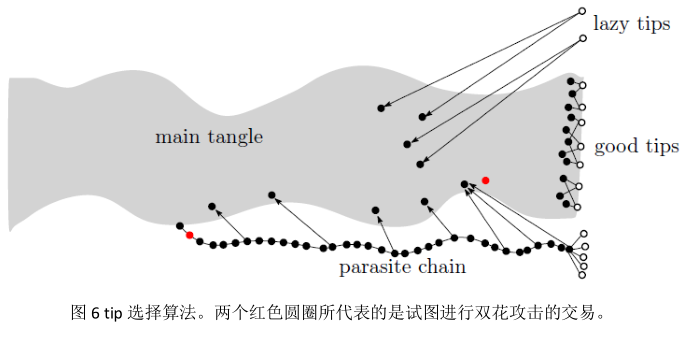 lazy tips
main tangle
good tips
parasite chain
图 6 tip 选择算法。两个红色圆圈所代表的是试图进行双花攻击的交易。